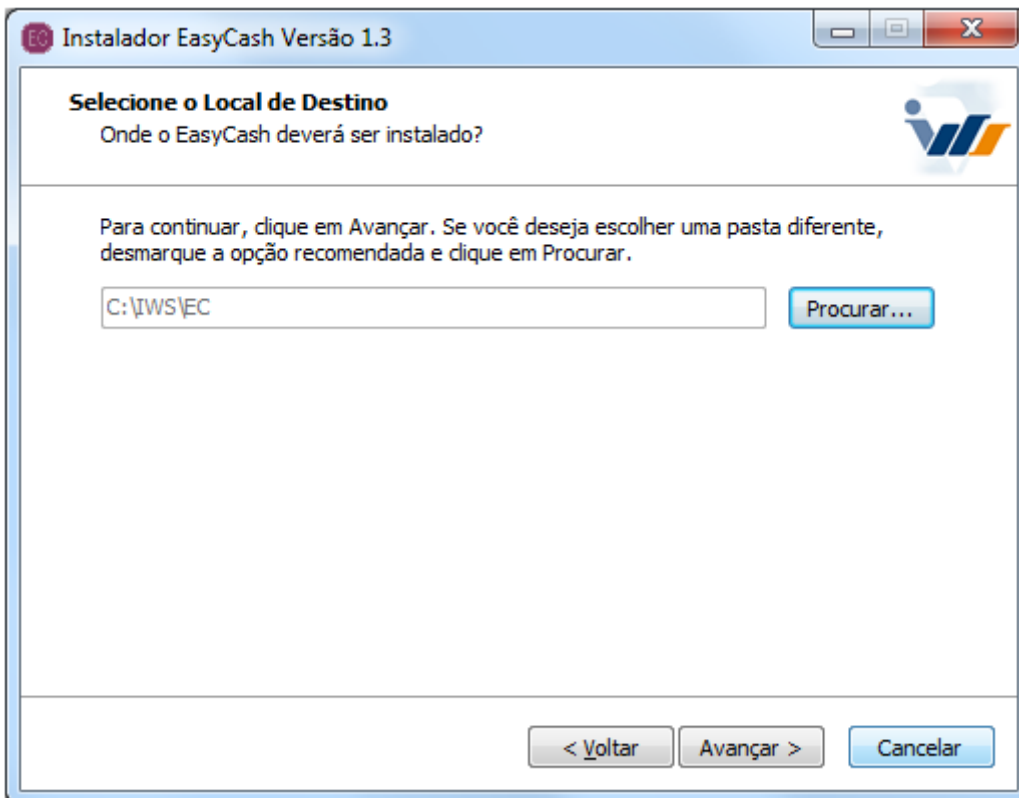 EC Instalador EasyCash Versão 1.3
Selecione o Local de Destino
Onde o EasyCash deverá ser instalado?
iws
Para continuar, clique em Avançar. Se você deseja escolher uma pasta diferente,
desmarque a opção recomendada e clique em Procurar.
C:\IWS\EC
Procurar...
< Voltar
Avançar >
Cancelar